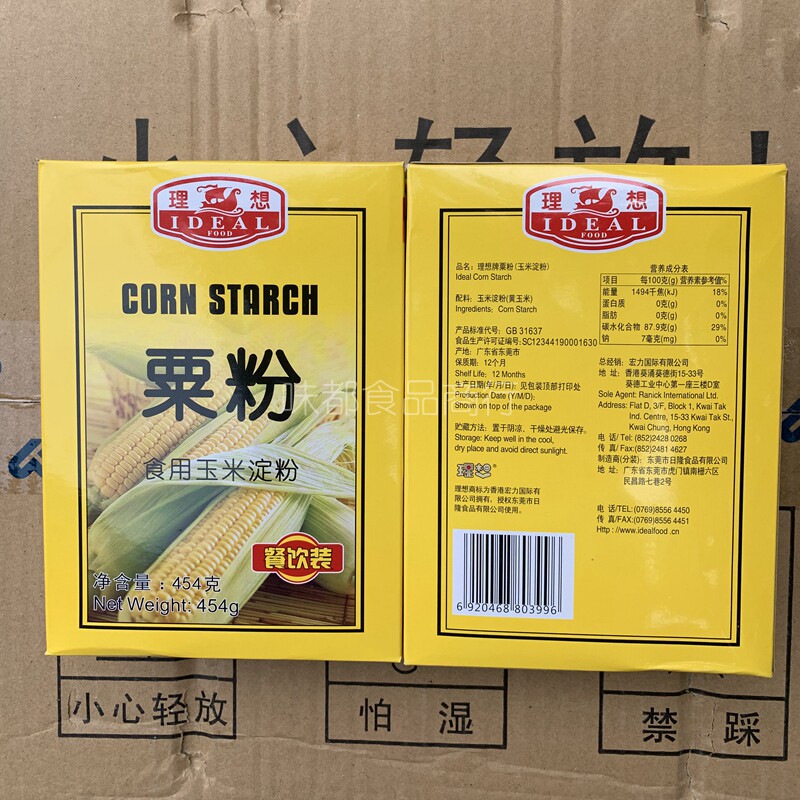 小心轻放!
理想
IDEAL
FOOD
CORN STARCH
粟粉
食用玉米淀粉
餐饮装
净含量：454克
Net Weight: 454g
理想
IDEAL
FOOD
品名：理想牌粟粉(玉米淀粉)
Ideal Corn Starch
配料：玉米淀粉(黄玉米)
Ingredients: Corn Starch
产品标准代号：GB 31637
食品生产许可证编号:SC12344190001630
产地：广东省东莞市
保质期：12个月
Shelf Life: 12 Months
生产日期(年/月/日)：见包装顶部打印处
Production Date (Y/M/D):
Shown on top of the package
贮藏方法：置于阴凉、干燥处避光保存。
Storage: Keep well in the cool,
dry place and avoid direct sunlight.
理想
理想商标为香港宏力国际有
限公司拥有，授权东莞市日
隆食品有限公司使用。
6 920468 803996
营养成分表
项目 每100克(g) 营养素参考值%
能量 1494千焦(kJ) 18%
蛋白质 0克(g) 0%
脂肪 0克(g) 0%
碳水化合物 87.9克(g) 29%
钠 7毫克(mg) 0%
总经销：宏力国际有限公司
地 址：香港葵涌葵德街15-33号
葵德工业中心第一座三楼D室
Sole Agent: Ranick International Ltd.
Address: Flat D, 3/F, Block 1, Kwai Tak
Ind. Centre, 15-33 Kwai Tak St.,
Kwai Chung, Hong Kong
电 话/ Tel: (852)2428 0268
传 真/ Fax:(852)2481 4627
制造商(分装)：东莞市日隆食品有限公司
地 址：广东省东莞市虎门镇南栅六区
民昌路七巷2号
电 话/TEL:(0769)8556 4450
传 真/FAX:(0769)8556 4451
Http://www.idealfood.cn
味都食品商行
小心轻放
怕湿
禁踩